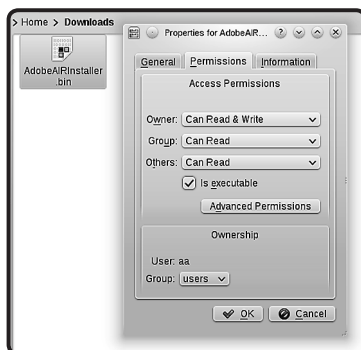 > Home > Downloads
AdobeAIRInstaller
.bin
Properties for AdobeAIR...
General Permissions Information
Access Permissions
Owner: Can Read & Write
Group: Can Read
Others: Can Read
Is executable
Advanced Permissions
Ownership
User: aa
Group: users
OK Cancel